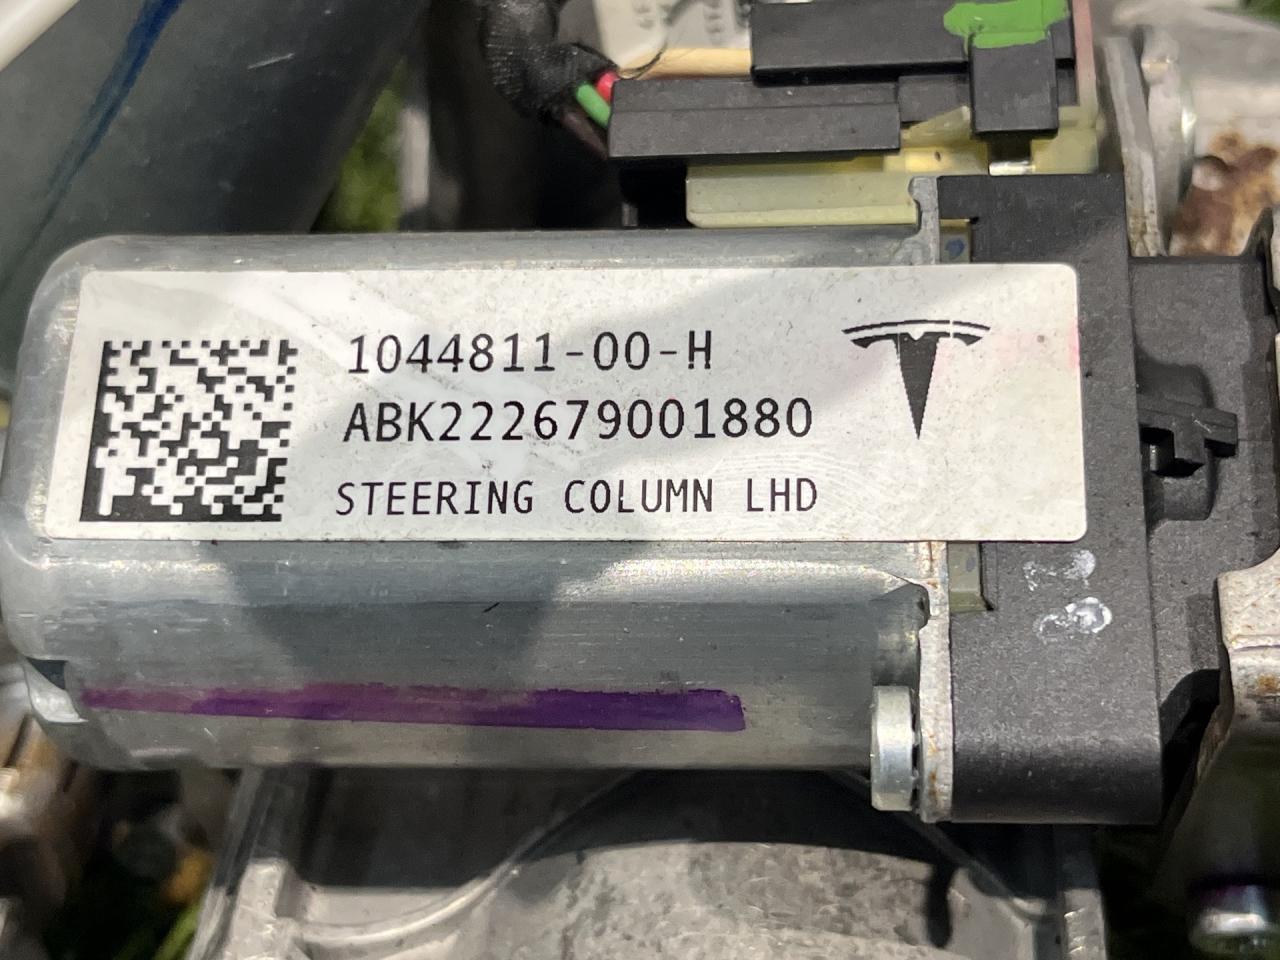 1044811-00-H
ABK222679001880
STEERING COLUMN LHD